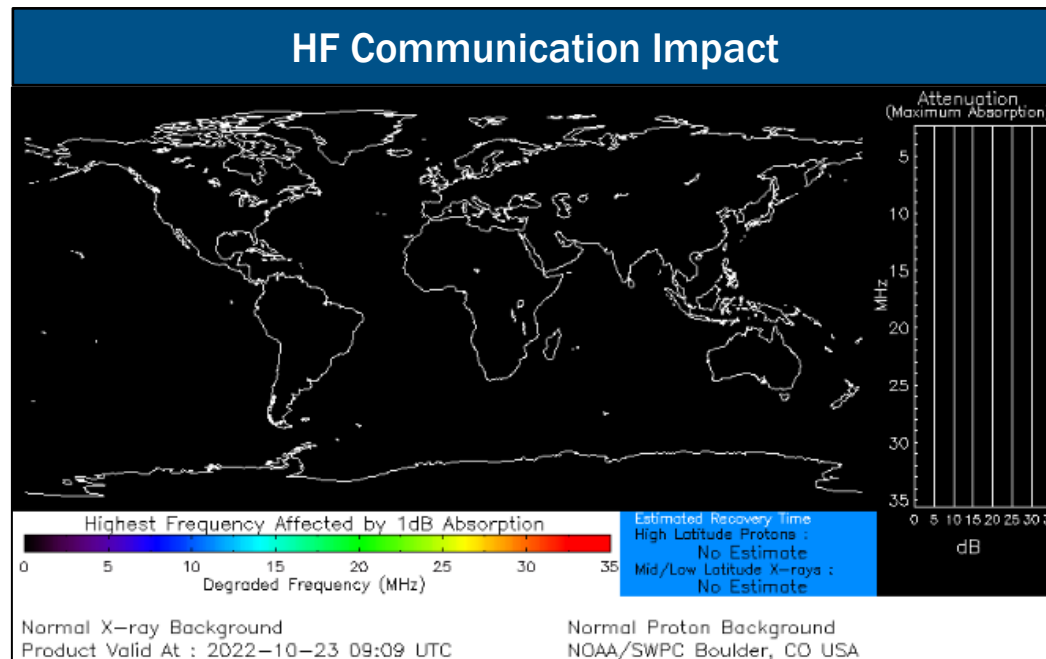 HF Communication Impact
Attenuation
(Maximum Absorption)
5
10
15
20
25
30
35
MHz
0 5 10 15 20 25 30
dB
Highest Frequency Affected by 1dB Absorption
0 5 10 15 20 25 30 35
Degraded Frequency (MHz)
Estimated Recovery Time
High Latitude Protons :
No Estimate
Mid/Low Latitude X-rays :
No Estimate
Normal X-ray Background
Product Valid At : 2022-10-23 09:09 UTC
Normal Proton Background
NOAA/SWPC Boulder, CO USA